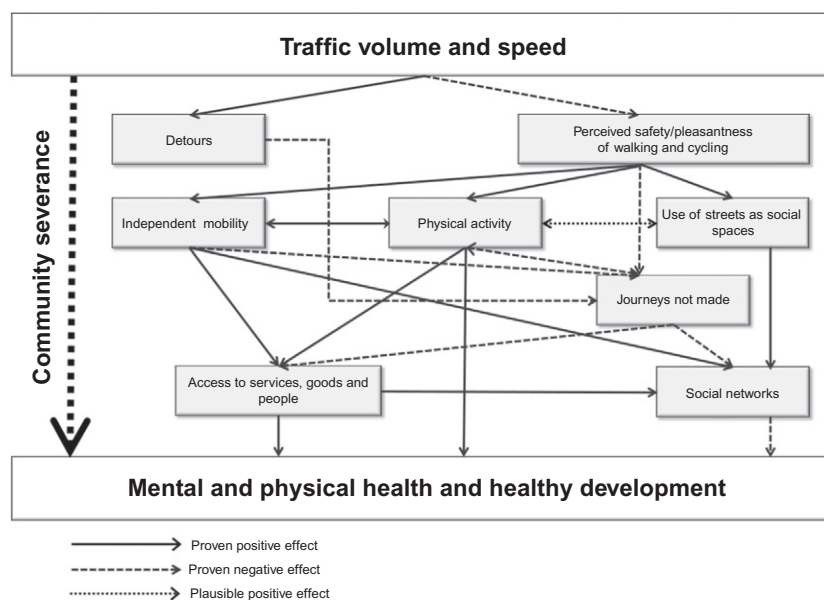 Traffic volume and speed
Community severance
Detours
Perceived safety/pleasantness
of walking and cycling
Independent mobility
Physical activity
Use of streets as social
spaces
Journeys not made
Access to services, goods and
people
Social networks
Mental and physical health and healthy development
Proven positive effect
Proven negative effect
Plausible positive effect